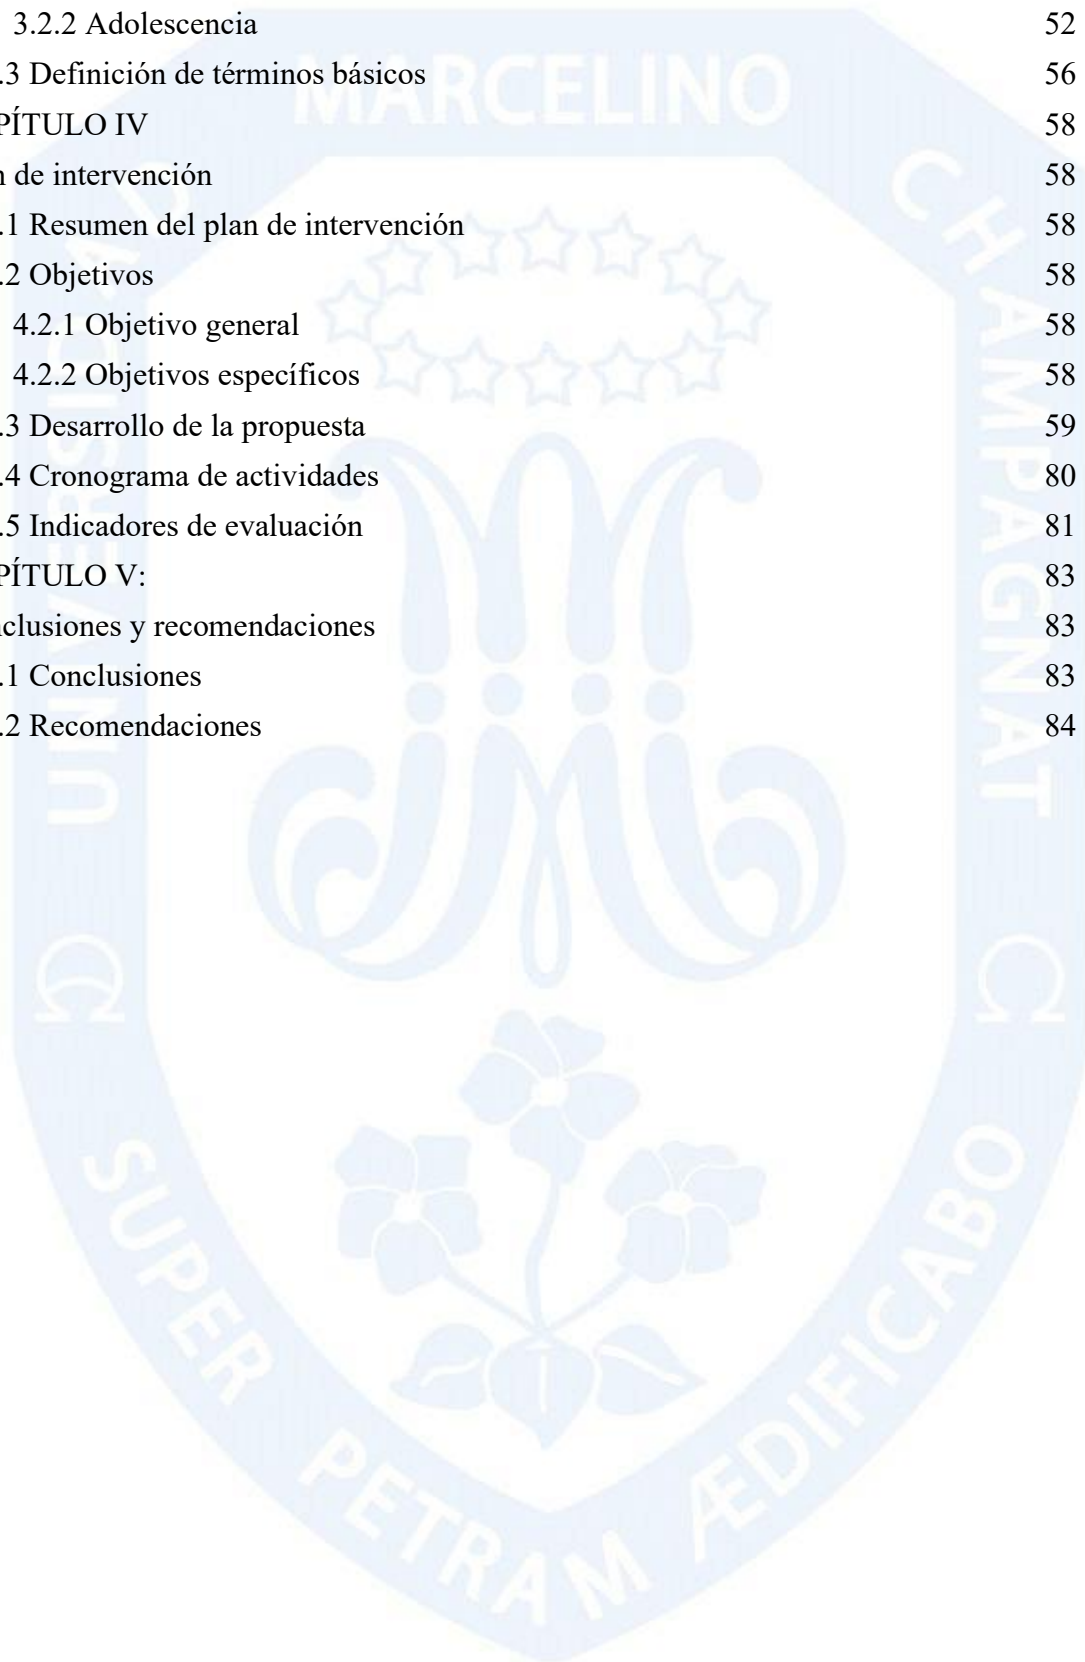 3.2.2 Adolescencia 52
.3 Definición de términos básicos 56
PÍTULO IV 58
n de intervención 58
.1 Resumen del plan de intervención 58
.2 Objetivos 58
4.2.1 Objetivo general 58
4.2.2 Objetivos específicos 58
.3 Desarrollo de la propuesta 59
.4 Cronograma de actividades 80
.5 Indicadores de evaluación 81
PÍTULO V: 83
nclusiones y recomendaciones 83
.1 Conclusiones 83
.2 Recomendaciones 84
UNIVERSIDAD MARCELINO CHAMPAGNAT
SUPER PETRAM ÆDIFICABO